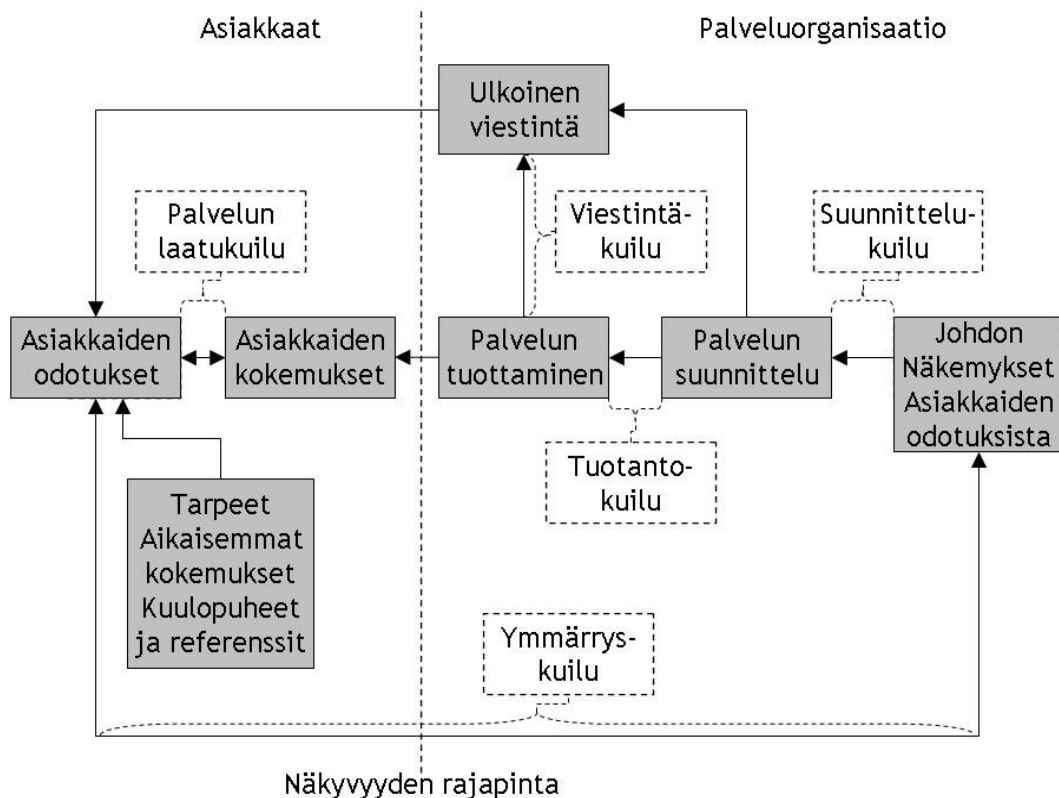 Asiakkaat
Palveluorganisaatio
Ulkoinen
viestintä
Palvelun
laatukuilu
Viestintä-
kuilu
Suunnittelu-
kuilu
Asiakkaiden
odotukset
Asiakkaiden
kokemukset
Palvelun
tuottaminen
Palvelun
suunnittelu
Johdon
Näkemykset
Asiakkaiden
odotuksista
Tuotanto-
kuilu
Tarpeet
Aikaisemmat
kokemukset
Kuulopuheet
ja referenssit
Ymmärrys-
kuilu
Näkyvyyden rajapinta